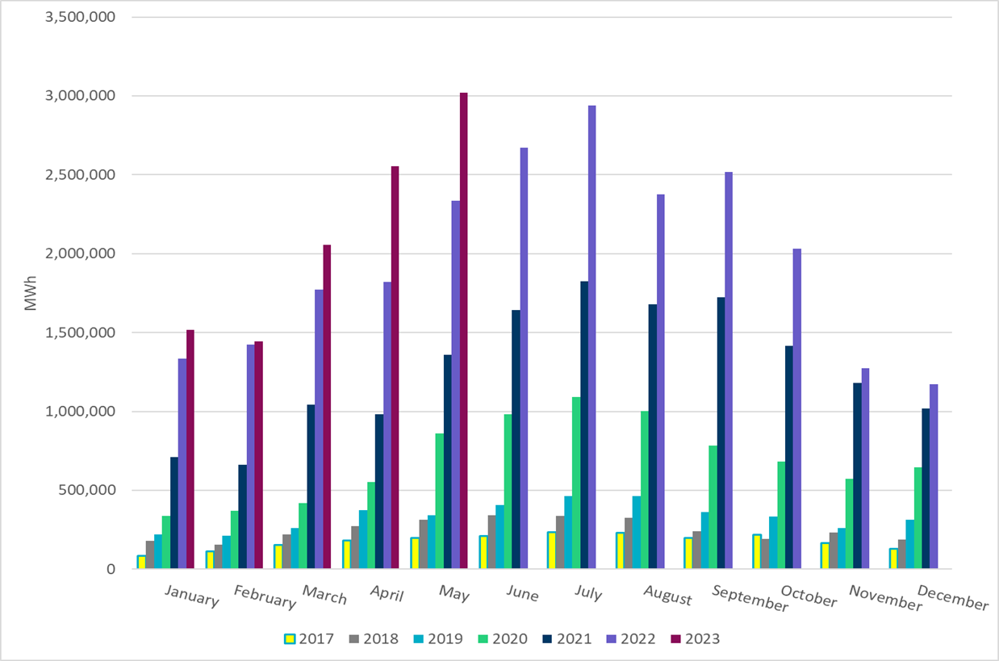 3,500,000
3,000,000
2,500,000
2,000,000
1,500,000
1,000,000
500,000
0
MWh
January February March April May June July August September October November December
2017 2018 2019 2020 2021 2022 2023